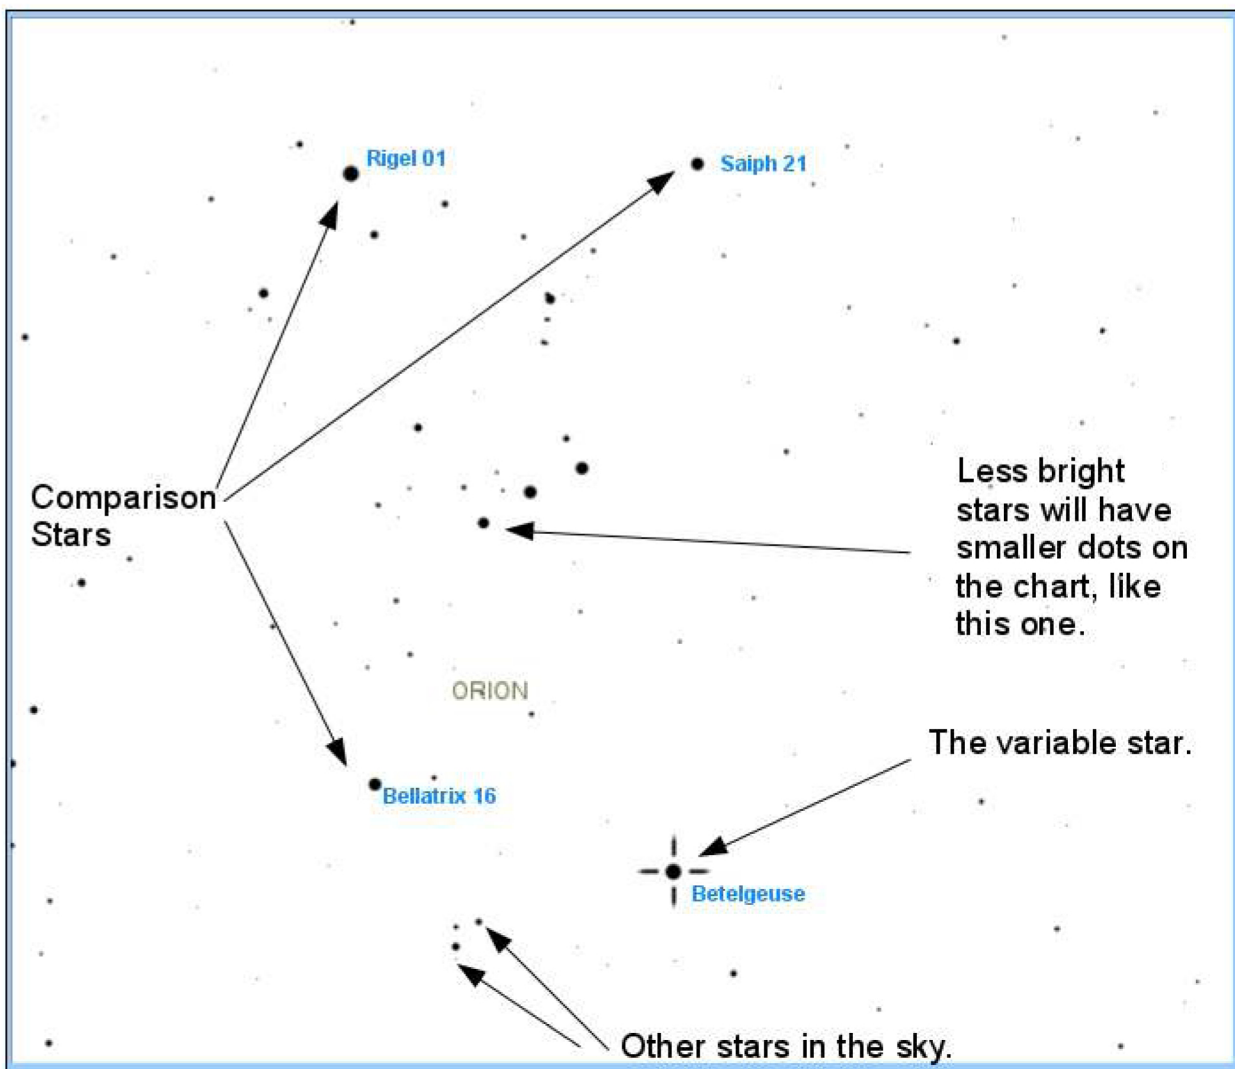 Rigel 01
Saiph 21
Comparison
Stars
Less bright
stars will have
smaller dots on
the chart, like
this one.
ORION
The variable star.
Bellatrix 16
Betelgeuse
Other stars in the sky.